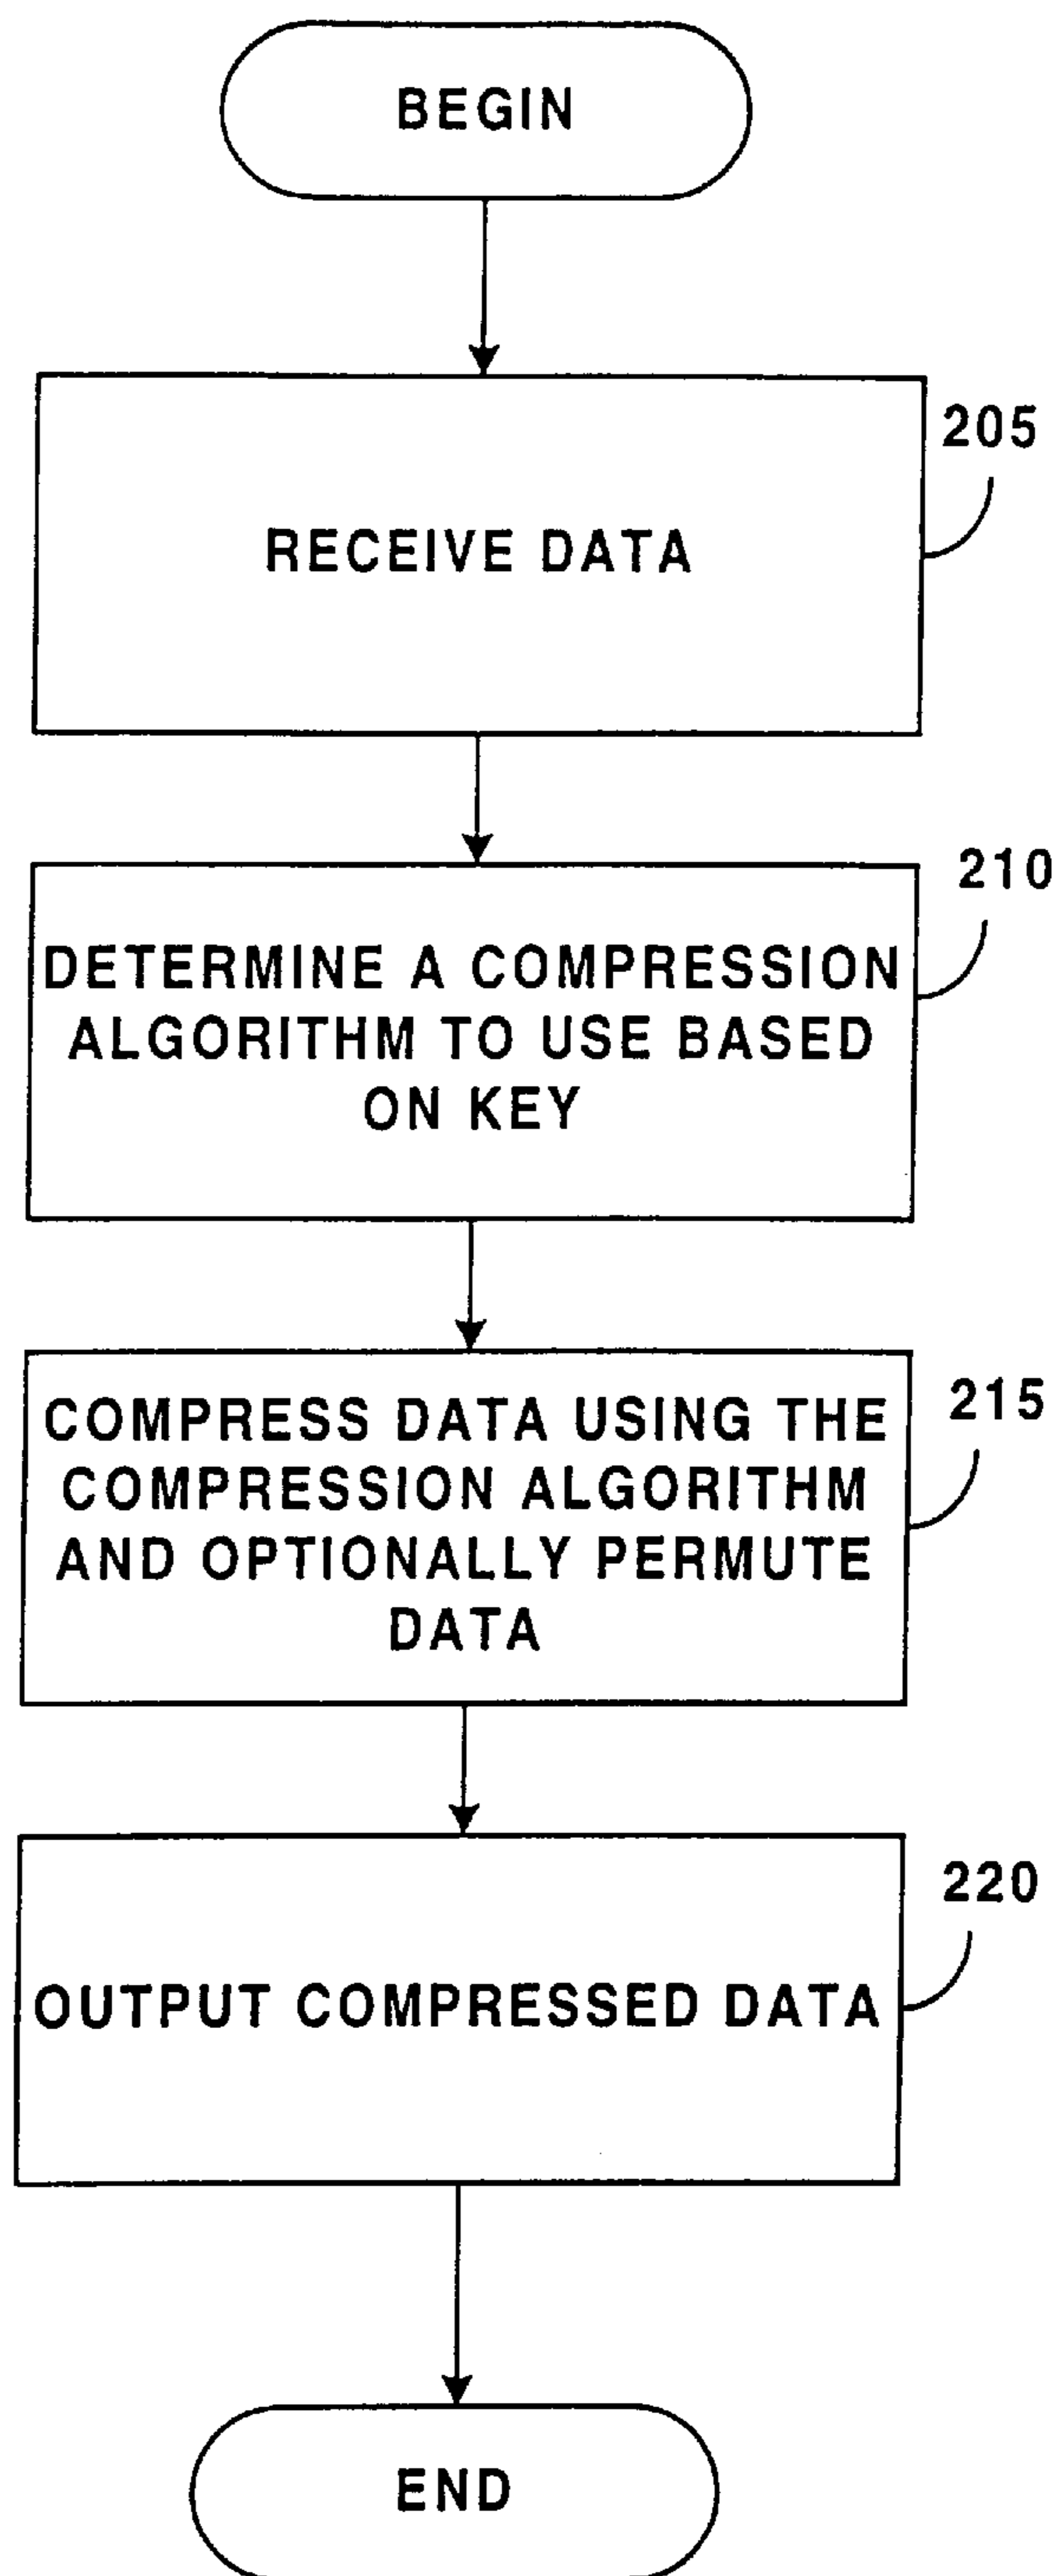 BEGIN
205
RECEIVE DATA
210
DETERMINE A COMPRESSION
ALGORITHM TO USE BASED
ON KEY
215
COMPRESS DATA USING THE
COMPRESSION ALGORITHM
AND OPTIONALLY PERMUTE
DATA
220
OUTPUT COMPRESSED DATA
END